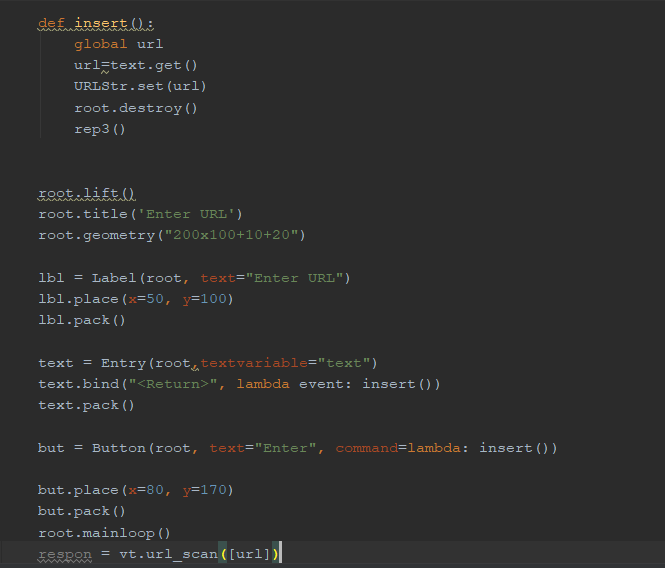 def insert():
    global url
    url=text.get()
    URLStr.set(url)
    root.destroy()
    rep3()
root.lift()
root.title('Enter URL')
root.geometry("200x100+10+20")
lbl = Label(root, text="Enter URL")
lbl.place(x=50, y=100)
lbl.pack()
text = Entry(root,textvariable="text")
text.bind("<Return>", lambda event: insert())
text.pack()
but = Button(root, text="Enter", command=lambda: insert())
but.place(x=80, y=170)
but.pack()
root.mainloop()
respon = vt.url_scan([url])